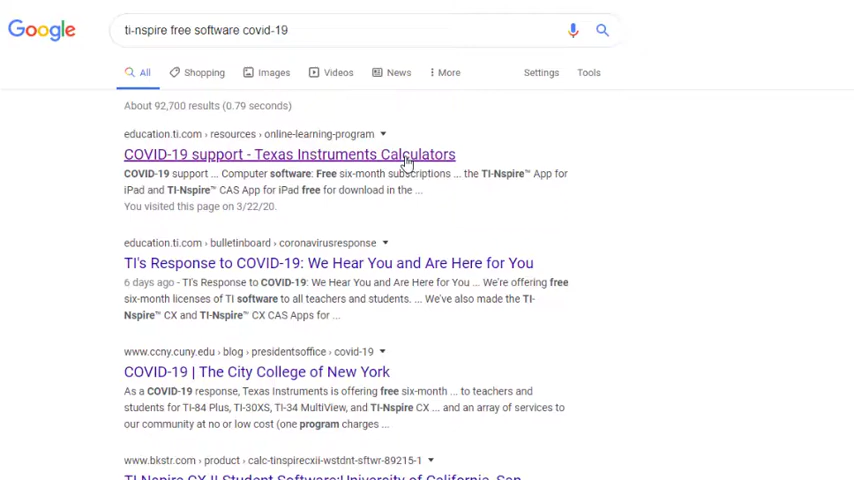 Google
ti-nspire free software covid-19
All Shopping Images Videos News More Settings Tools
About 92,700 results (0.79 seconds)
education.ti.com › resources › online-learning-program
COVID-19 support - Texas Instruments Calculators
COVID-19 support ... Computer software: Free six-month subscriptions ... the TI-Nspire™ App for
iPad and TI-Nspire™ CAS App for iPad free for download in the ...
You visited this page on 3/22/20.
education.ti.com › bulletinboard › coronavirusresponse
TI's Response to COVID-19: We Hear You and Are Here for You
6 days ago - TI's Response to COVID-19: We Hear You and Are Here for You ... We're offering free
six-month licenses of TI software to all teachers and students. ... We've also made the TI-
Nspire™ CX and TI-Nspire™ CX CAS Apps for ...
www.ccny.cuny.edu › blog › presidentsoffice › covid-19
COVID-19 | The City College of New York
As a COVID-19 response, Texas Instruments is offering free six-month ... to teachers and
students for TI-84 Plus, TI-30XS, TI-34 MultiView, and TI-Nspire CX ... and an array of services to
our community at no or low cost (one program charges ...
www.bkstr.com › product › calc-tinspirecxii-wstdnt-sftwr-89215-1
TI-Nspire CX II Student Software:University of California, San